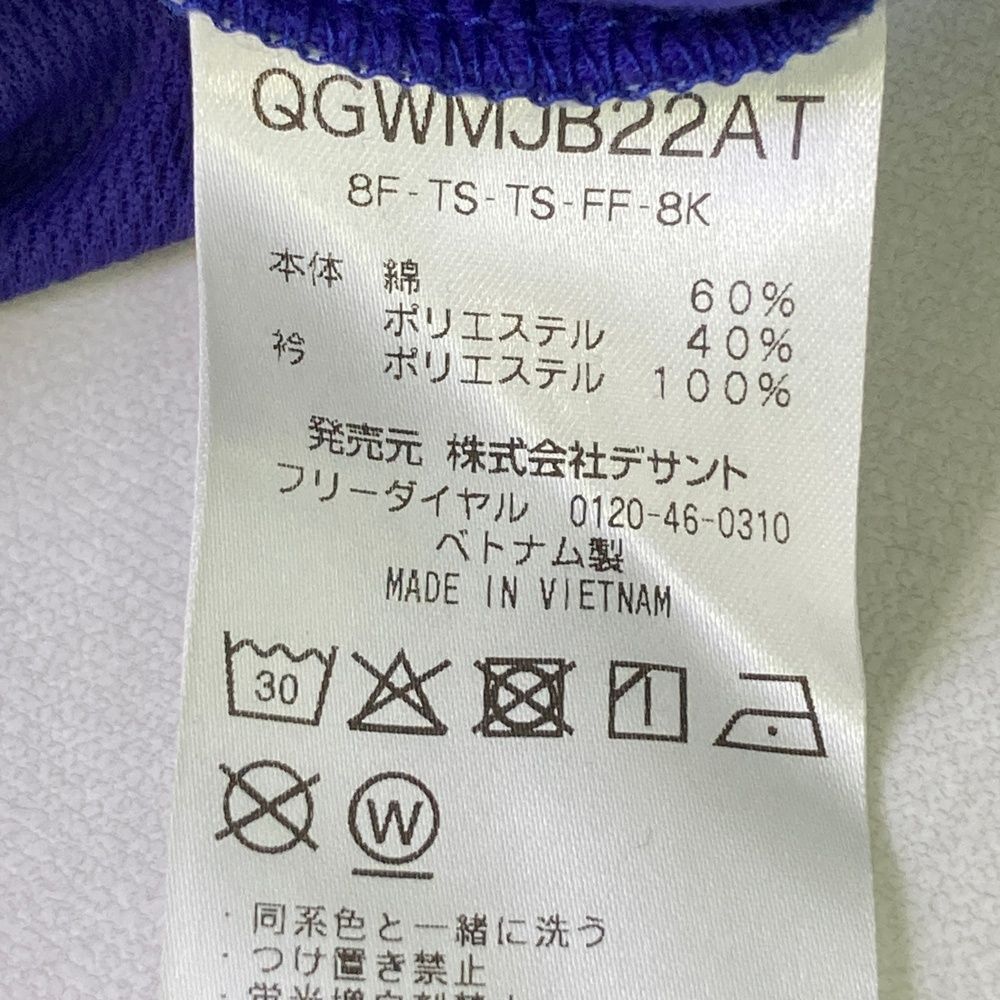 QGWMJB22AT
8F-TS-TS-FF-8K
本体 綿 60%
ポリエステル 40%
衿 ポリエステル 100%
発売元 株式会社デサント
フリーダイヤル 0120-46-0310
ベトナム製
MADE IN VIETNAM
30
W
・同系色と一緒に洗う
・つけ置き禁止